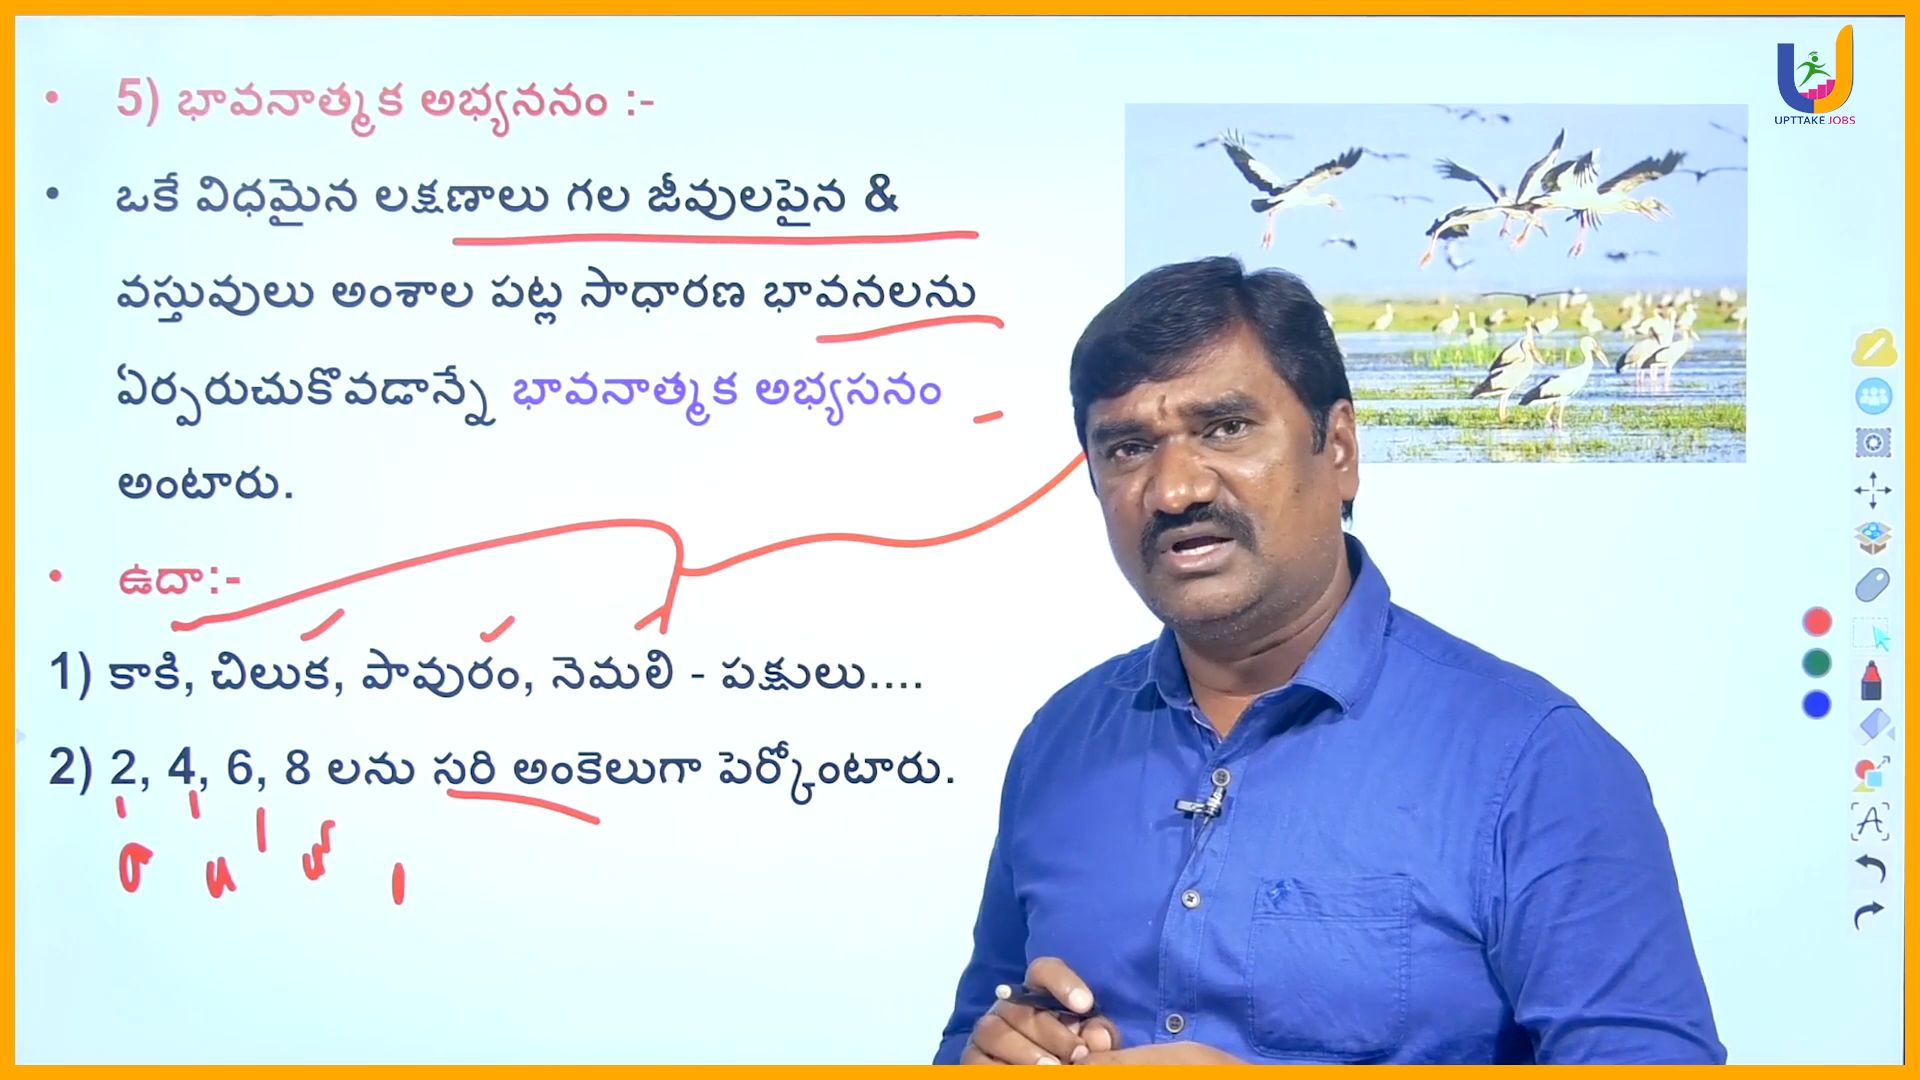 5) భావనాత్మక అభ్యననం :-
ఒకే విధమైన లక్షణాలు గల జీవులపైన &
వస్తువులు అంశాల పట్ల సాధారణ భావనలను
ఏర్పరుచుకొవడాన్నే భావనాత్మక అభ్యసనం
అంటారు.
ఉదా:-
1) కాకి, చిలుక, పావురం, నెమలి - పక్షులు....
2) 2, 4, 6, 8 లను సరి అంకెలుగా పెర్కోంటారు.
UPTTAKE JOBS